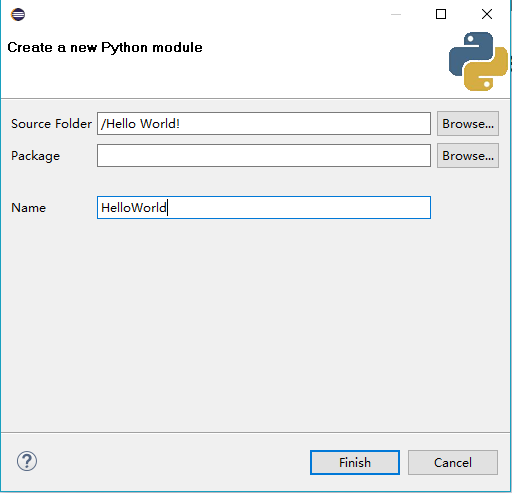 Create a new Python module
Source Folder /Hello World! Browse...
Package Browse...
Name HelloWorld
? Finish Cancel